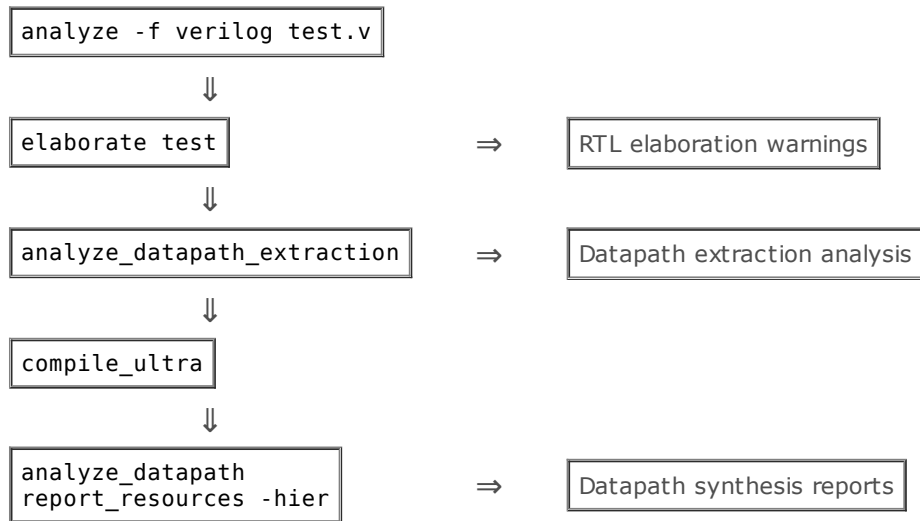 analyze -f verilog test.v
⇓
elaborate test ⇒ RTL elaboration warnings
⇓
analyze_datapath_extraction ⇒ Datapath extraction analysis
⇓
compile_ultra
⇓
analyze_datapath
report_resources -hier ⇒ Datapath synthesis reports